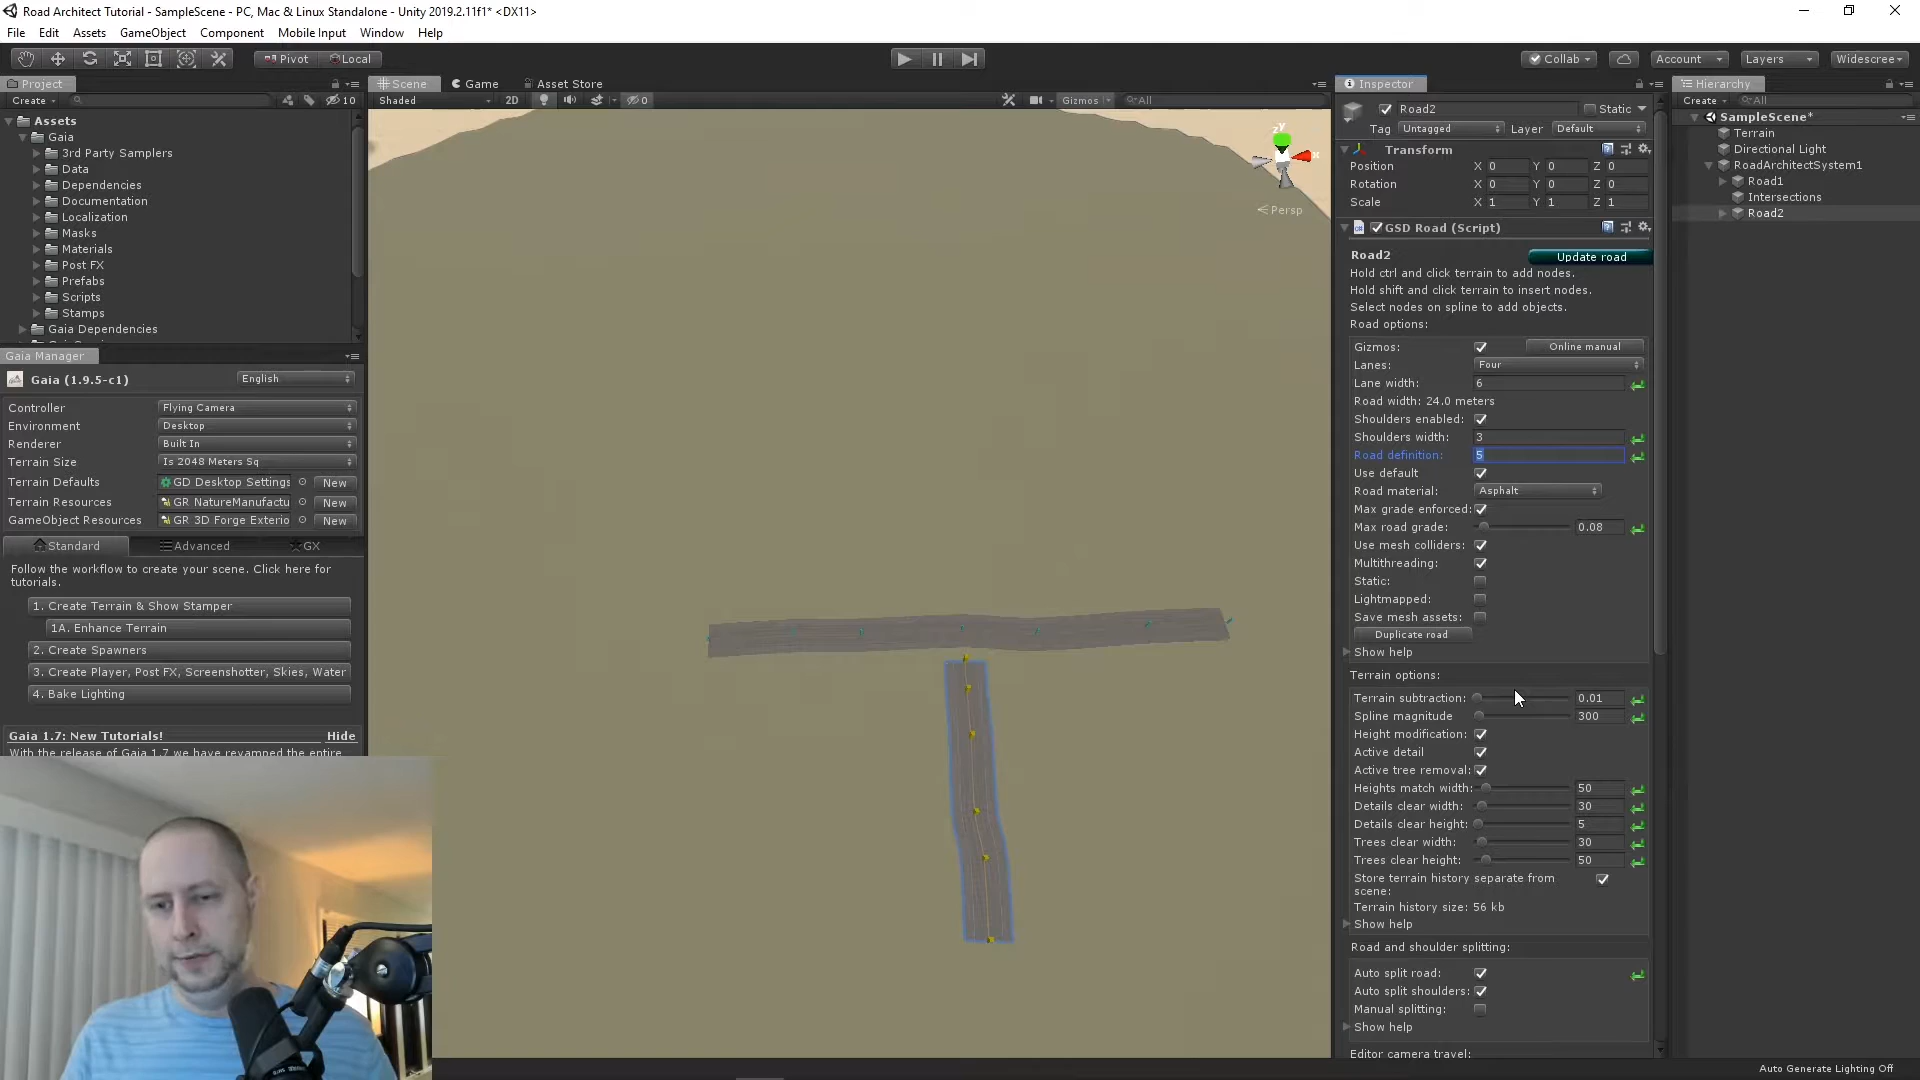 Road Architect Tutorial - SampleScene - PC, Mac & Linux Standalone - Unity 2019.2.11f1* <DX11>
File Edit Assets GameObject Component Mobile Input Window Help
Pivot Local Collab Account Layers Widescree
Project
Create 10
Assets
Gaia
3rd Party Samplers
Data
Dependencies
Documentation
Localization
Masks
Materials
Post FX
Prefabs
Scripts
Stamps
Gaia Dependencies
Gaia Manager
Gaia (1.9.5-c1) English
Controller Flying Camera
Environment Desktop
Renderer Built In
Terrain Size Is 2048 Meters Sq
Terrain Defaults GD Desktop Settings New
Terrain Resources GR NatureManufactu New
GameObject Resources GR 3D Forge Exterio New
Standard Advanced GX
Follow the workflow to create your scene. Click here for
tutorials.
1. Create Terrain & Show Stamper
1A. Enhance Terrain
2. Create Spawners
3. Create Player, Post FX, Screenshotter, Skies, Water
4. Bake Lighting
Gaia 1.7: New Tutorials! Hide
With the release of Gaia 1.7 we have revamped the entire
Scene Game Asset Store
Shaded 2D 0 Gizmos All
y
z
x
Persp
Inspector
Road2 Static
Tag Untagged Layer Default
Transform
Position X 0 Y 0 Z 0
Rotation X 0 Y 0 Z 0
Scale X 1 Y 1 Z 1
GSD Road (Script)
Road2 Update road
Hold ctrl and click terrain to add nodes.
Hold shift and click terrain to insert nodes.
Select nodes on spline to add objects.
Road options:
Gizmos: Online manual
Lanes: Four
Lane width: 6
Road width: 24.0 meters
Shoulders enabled:
Shoulders width: 3
Road definition: 5
Use default
Road material: Asphalt
Max grade enforced:
Max road grade: 0.08
Use mesh colliders:
Multithreading:
Static:
Lightmapped:
Save mesh assets:
Duplicate road
Show help
Terrain options:
Terrain subtraction: 0.01
Spline magnitude 300
Height modification:
Active detail
Active tree removal:
Heights match width: 50
Details clear width: 30
Details clear height: 5
Trees clear width: 30
Trees clear height: 50
Store terrain history separate from
scene:
Terrain history size: 56 kb
Show help
Road and shoulder splitting:
Auto split road:
Auto split shoulders:
Manual splitting:
Show help
Editor camera travel:
Hierarchy
Create All
SampleScene*
Terrain
Directional Light
RoadArchitectSystem1
Road1
Intersections
Road2
Auto Generate Lighting Off